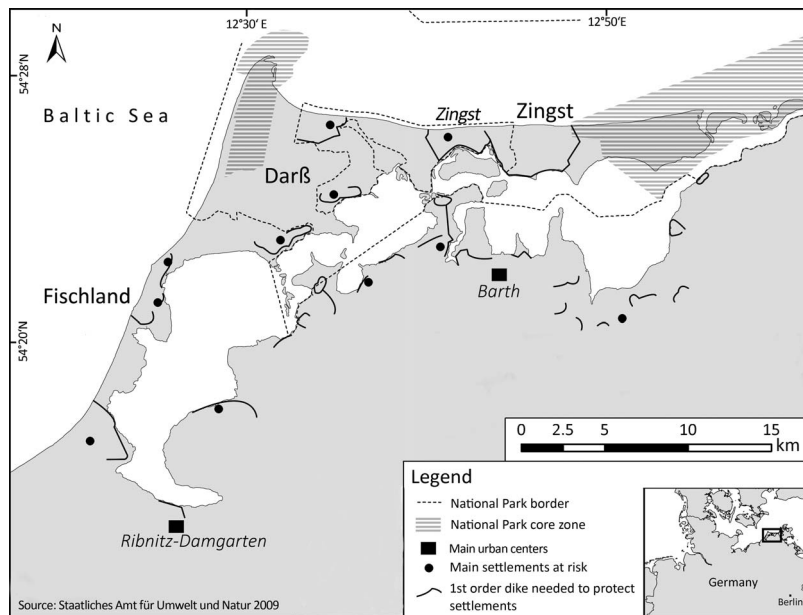 12°30' E
12°50' E
N
54°28' N
Baltic Sea
Zingst
Zingst
Darß
Fischland
Barth
54°20' N
0 2.5 5 10 15
km
Ribnitz-Damgarten
Legend
National Park border
National Park core zone
Main urban centers
Main settlements at risk
1st order dike needed to protect
settlements
Germany
Berlin
Source: Staatliches Amt für Umwelt und Natur 2009